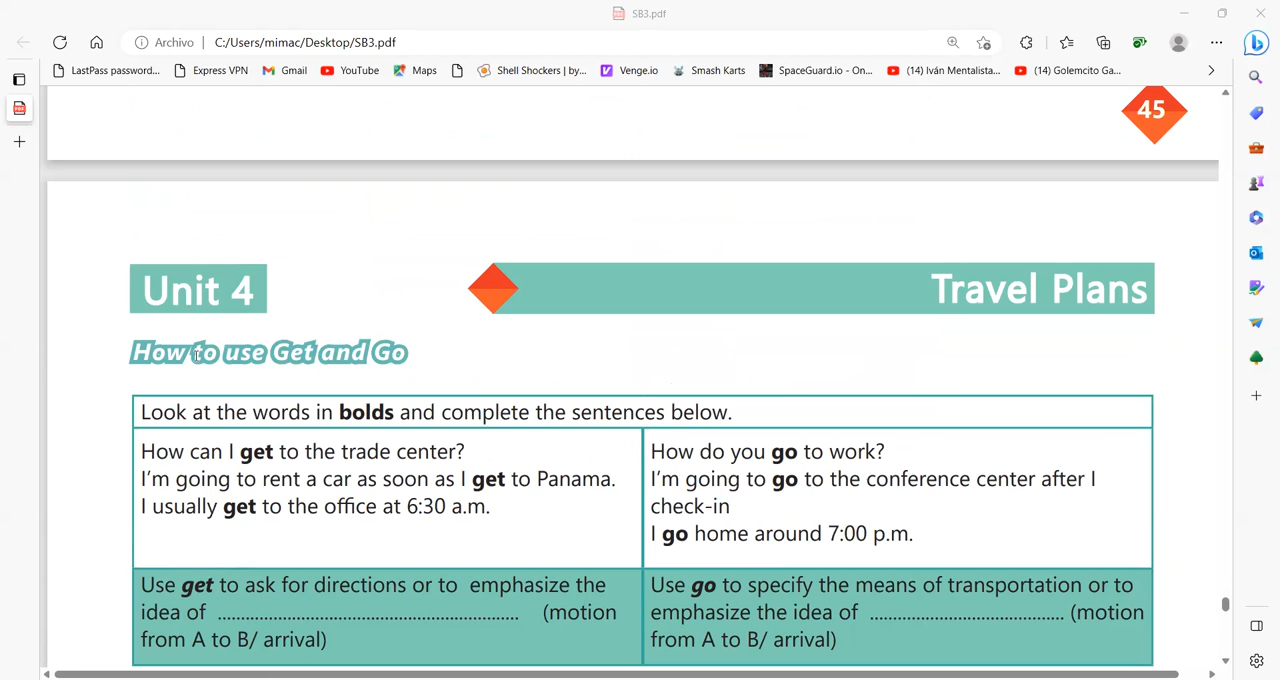 SB3.pdf
Archivo | C:/Users/mimac/Desktop/SB3.pdf
LastPass password... Express VPN Gmail YouTube Maps Shell Shockers | by... Venge.io Smash Karts SpaceGuard.io - On... (14) Iván Mentalista... (14) Golemcito Ga...
45
Unit 4
Travel Plans
How to use Get and Go
Look at the words in bolds and complete the sentences below.
How can I get to the trade center?
I'm going to rent a car as soon as I get to Panama.
I usually get to the office at 6:30 a.m.
How do you go to work?
I'm going to go to the conference center after I
check-in
I go home around 7:00 p.m.
Use get to ask for directions or to emphasize the
idea of ............................................................ (motion
from A to B/ arrival)
Use go to specify the means of transportation or to
emphasize the idea of ....................................... (motion
from A to B/ arrival)